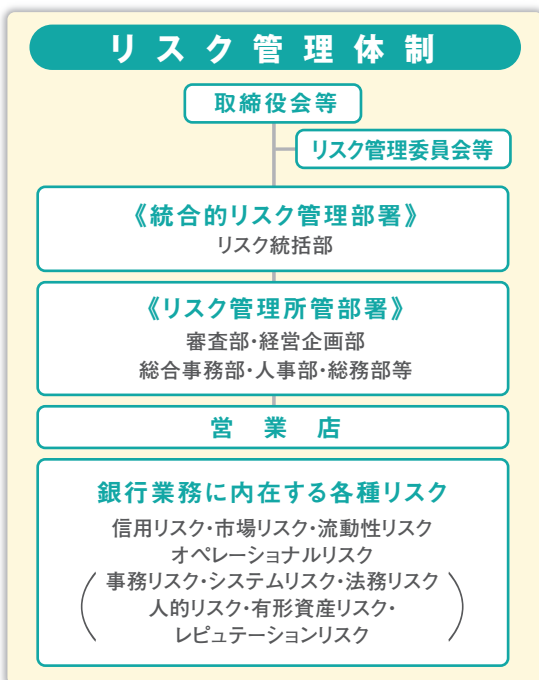 リスク管理体制
取締役会等
リスク管理委員会等
《統合的リスク管理部署》
リスク統括部
《リスク管理所管部署》
審査部・経営企画部
総合事務部・人事部・総務部等
営業店
銀行業務に内在する各種リスク
信用リスク・市場リスク・流動性リスク
オペレーショナルリスク
(事務リスク・システムリスク・法務リスク
人的リスク・有形資産リスク・
レピュテーションリスク)